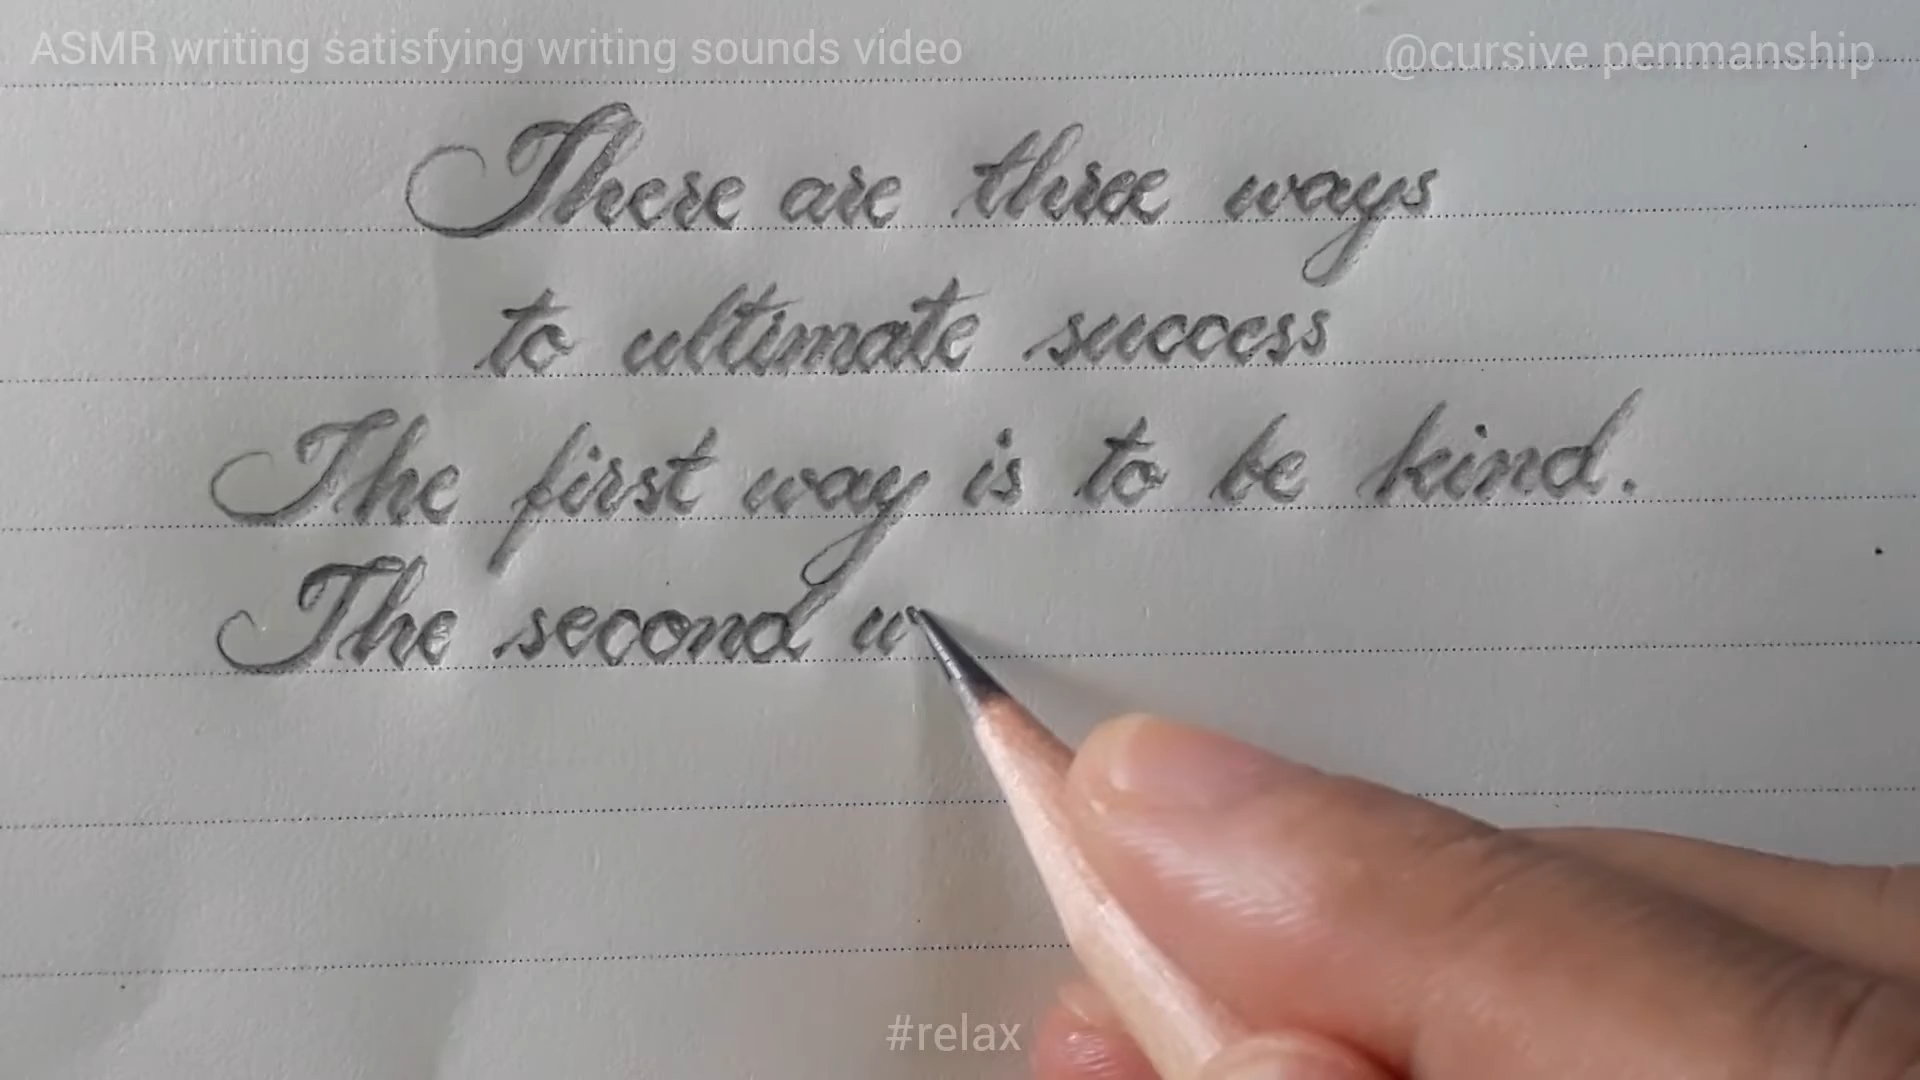 ASMR writing satisfying writing sounds video
@cursive penmanship
There are three ways
to ultimate success
The first way is to be kind.
The second w
#relax